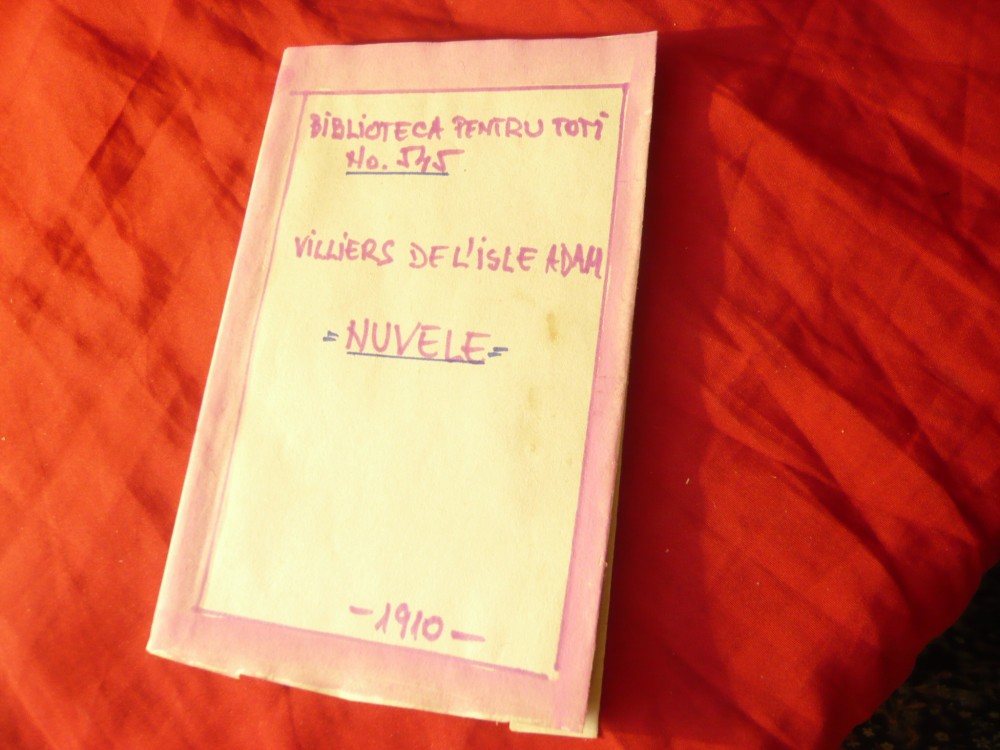 BIBLIOTECA PENTRU TOTI
No. 545
VILLIERS DE L'ISLE ADAM
=NUVELE=
-1910-